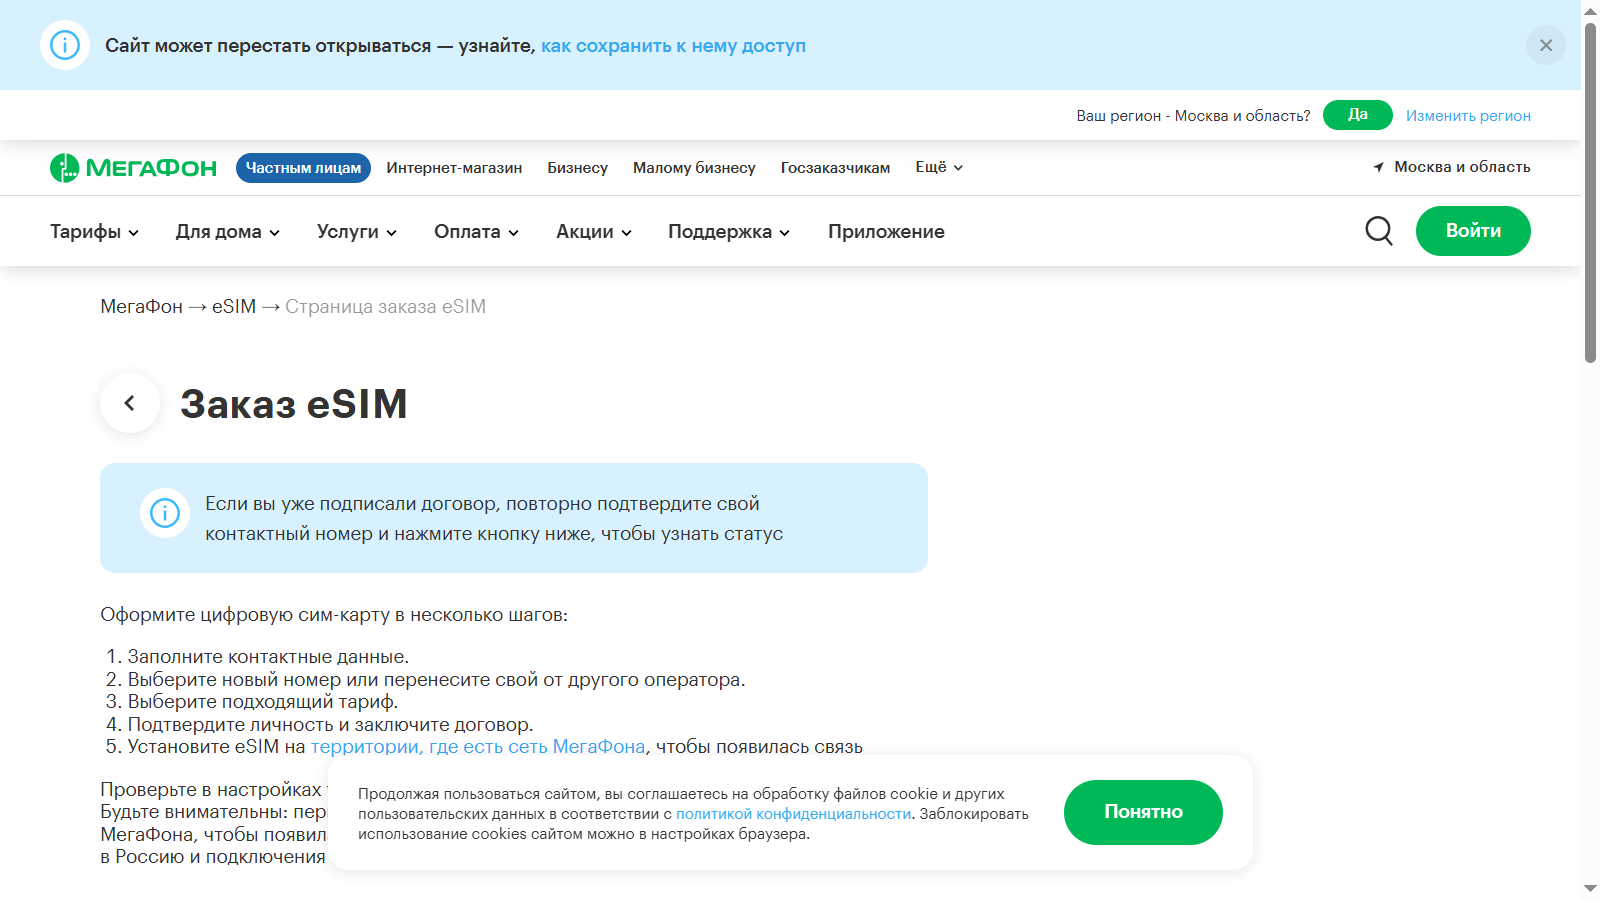 Сайт может перестать открываться — узнайте, как сохранить к нему доступ
Ваш регион - Москва и область? Да Изменить регион
МЕГАФОН Частным лицам Интернет-магазин Бизнесу Малому бизнесу Госзаказчикам Ещё Москва и область
Тарифы Для дома Услуги Оплата Акции Поддержка Приложение Войти
МегаФон → eSIM → Страница заказа eSIM
Заказ eSIM
Если вы уже подписали договор, повторно подтвердите свой
контактный номер и нажмите кнопку ниже, чтобы узнать статус
Оформите цифровую сим-карту в несколько шагов:
1. Заполните контактные данные.
2. Выберите новый номер или перенесите свой от другого оператора.
3. Выберите подходящий тариф.
4. Подтвердите личность и заключите договор.
5. Установите eSIM на территории, где есть сеть МегаФона, чтобы появилась связь
Проверьте в настройках
Будьте внимательны:
МегаФона, чтобы
в Россию и подключения
Продолжая пользоваться сайтом, вы соглашаетесь на обработку файлов cookie и других
пользовательских данных в соответствии с политикой конфиденциальности. Заблокировать
использование cookies сайтом можно в настройках браузера.
Понятно